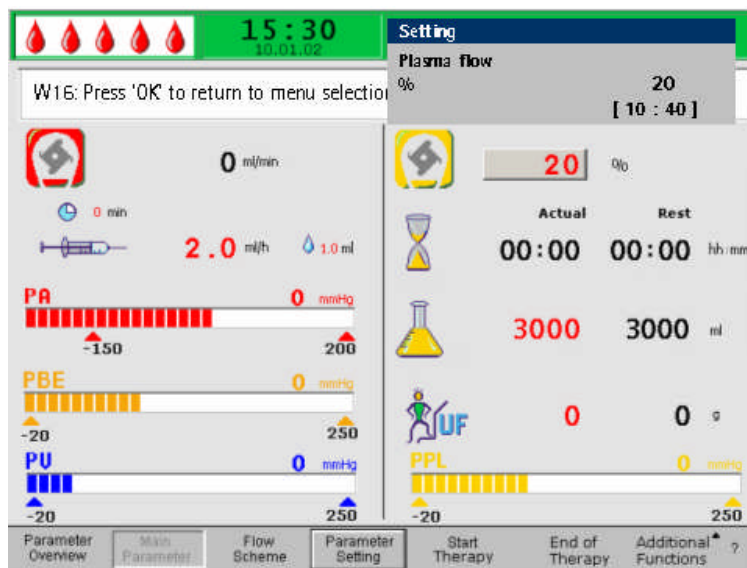 15:30
10.01.02
Setting
Plasma flow
% 20
[ 10 : 40 ]
W16: Press 'OK' to return to menu selection
0 ml/min
0 min
2.0 ml/h 1.0 ml
PA 0 mmHg
-150 200
PBE 0 mmHg
-20 250
PV 0 mmHg
-20 250
20 %
Actual Rest
00:00 00:00 hh:mm
3000 3000 ml
UF 0 0 g
PPL 0 mmHg
-20 250
Parameter Overview
Main Parameter
Flow Scheme
Parameter Setting
Start Therapy
End of Therapy
Additional Functions
?